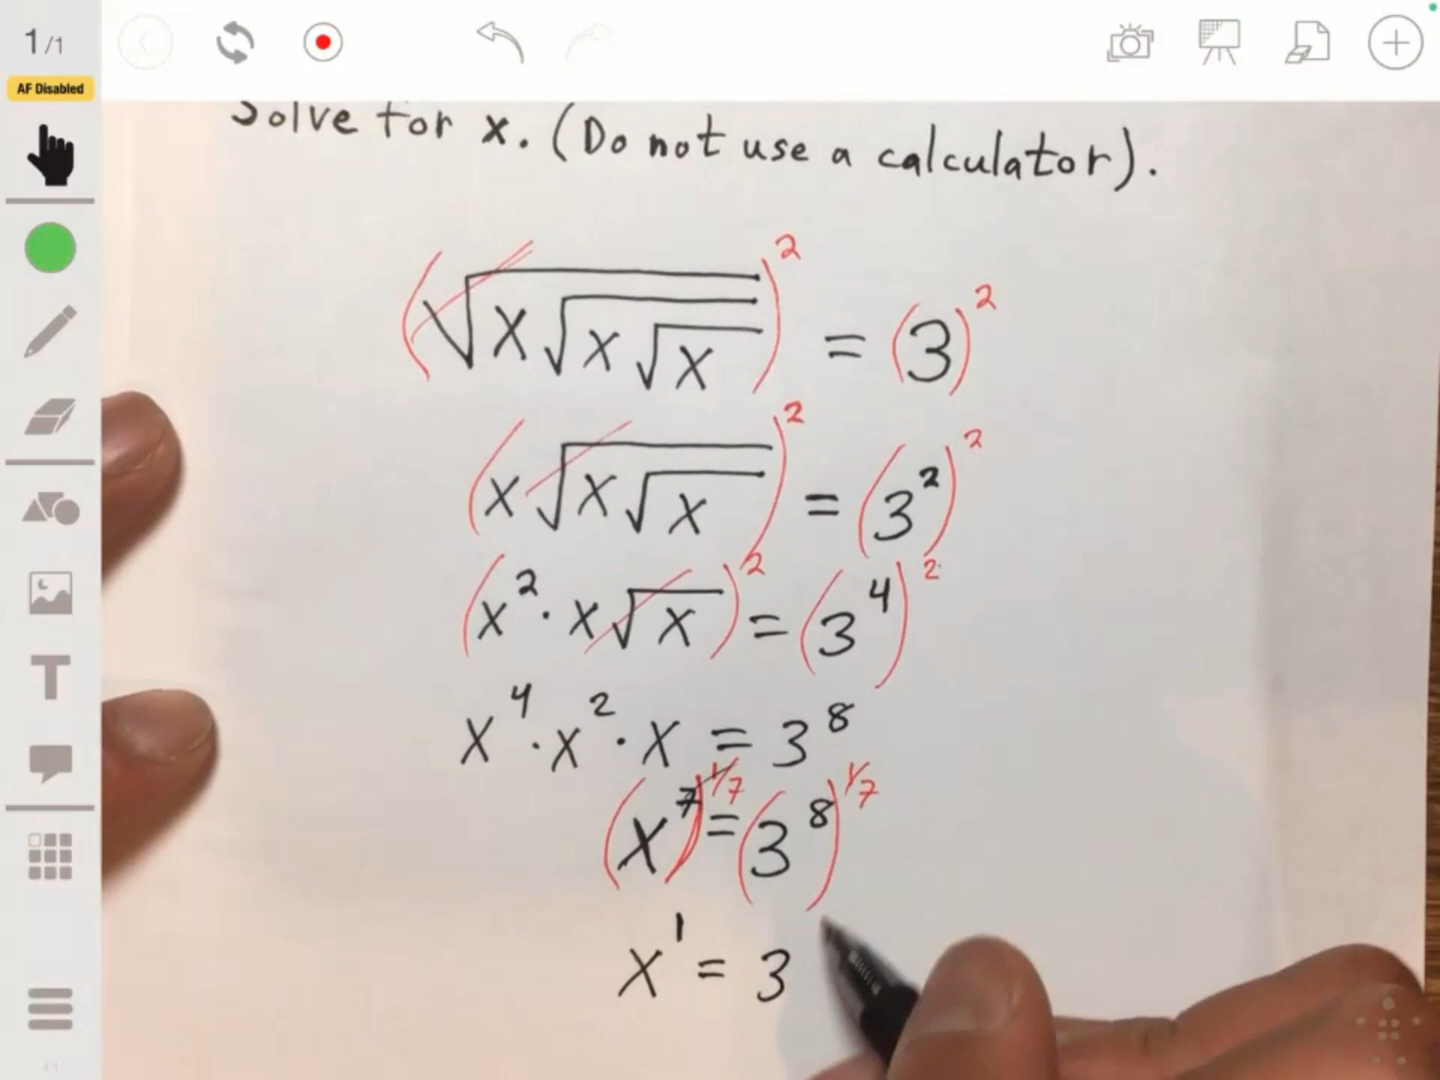 1/1
AF Disabled
Solve for x. (Do not use a calculator).
(√(x√(x√x)))² = (3)²
(x√(x√x))² = (3²)²
(x²·x√x)² = (3⁴)²
x⁴·x²·x = 3⁸
(x⁷)^1/7 = (3⁸)^1/7
x¹ = 3
T